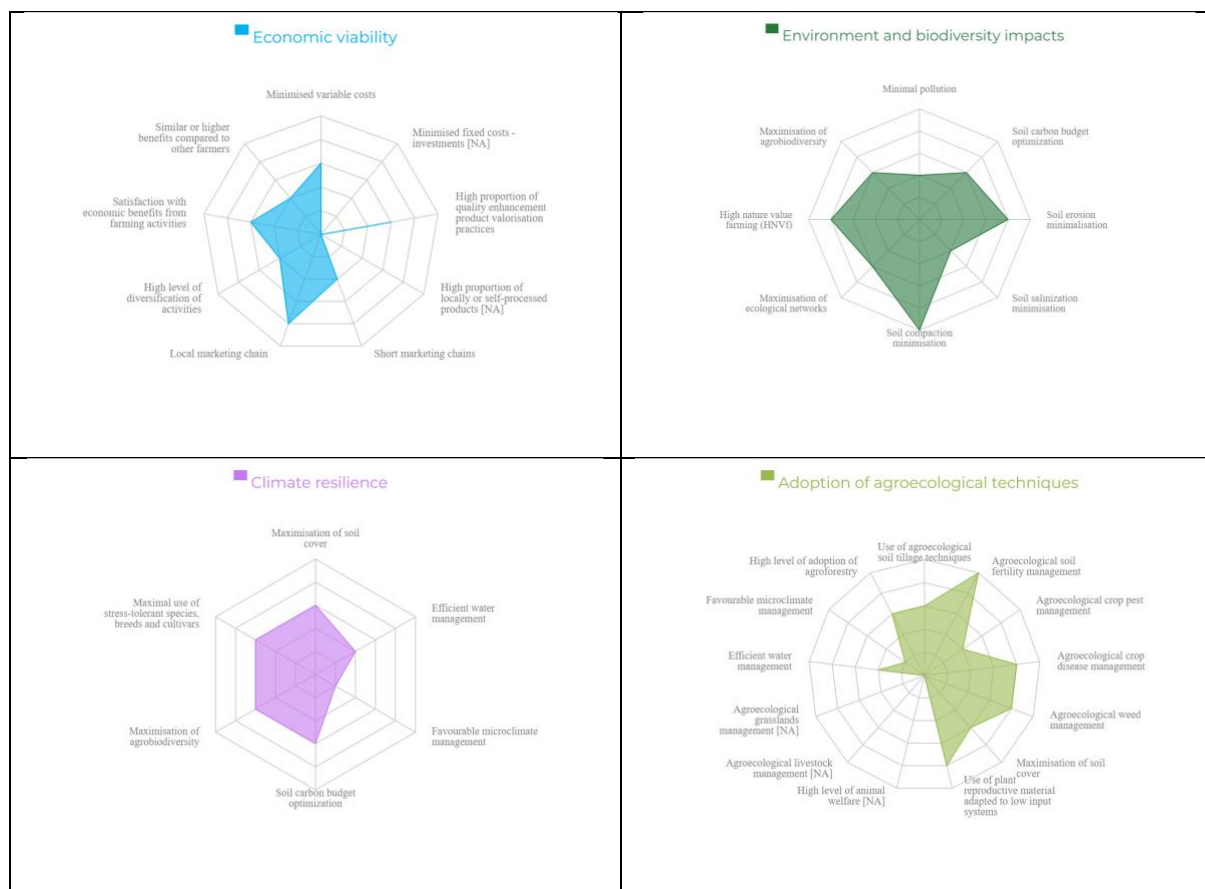 Economic viability
Minimised variable costs
Minimised fixed costs -
investments [NA]
High proportion of
quality enhancement
product valorisation
practices
High proportion of
locally or self-processed
products [NA]
Short marketing chains
Local marketing chain
High level of
diversification of
activities
Satisfaction with
economic benefits from
farming activities
Similar or higher
benefits compared to
other farmers
Environment and biodiversity impacts
Minimal pollution
Soil carbon budget
optimization
Soil erosion
minimalisation
Soil salinization
minimisation
Soil compaction
minimisation
Maximisation of
ecological networks
High nature value
farming (HNVf)
Maximisation of
agrobiodiversity
Climate resilience
Maximisation of soil
cover
Efficient water
management
Favourable microclimate
management
Soil carbon budget
optimization
Maximisation of
agrobiodiversity
Maximal use of
stress-tolerant species,
breeds and cultivars
Adoption of agroecological techniques
Use of agroecological
soil tillage techniques
Agroecological soil
fertility management
Agroecological crop pest
management
Agroecological crop
disease management
Agroecological weed
management
Maximisation of soil
cover
Use of plant
reproductive material
adapted to low input
systems
High level of animal
welfare [NA]
Agroecological livestock
management [NA]
Agroecological
grasslands
management [NA]
Efficient water
management
Favourable microclimate
management
High level of adoption of
agroforestry